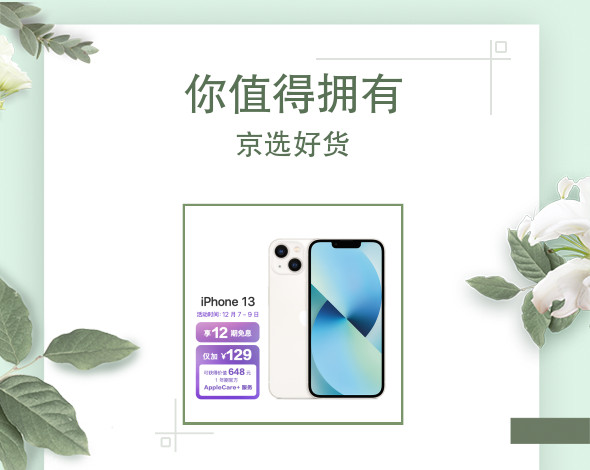 你值得拥有
京选好货
iPhone 13
活动时间: 12 月 7 – 9 日
享12 期免息
仅加 ¥129
可获得价值 648 元
1 年期官方
AppleCare+ 服务